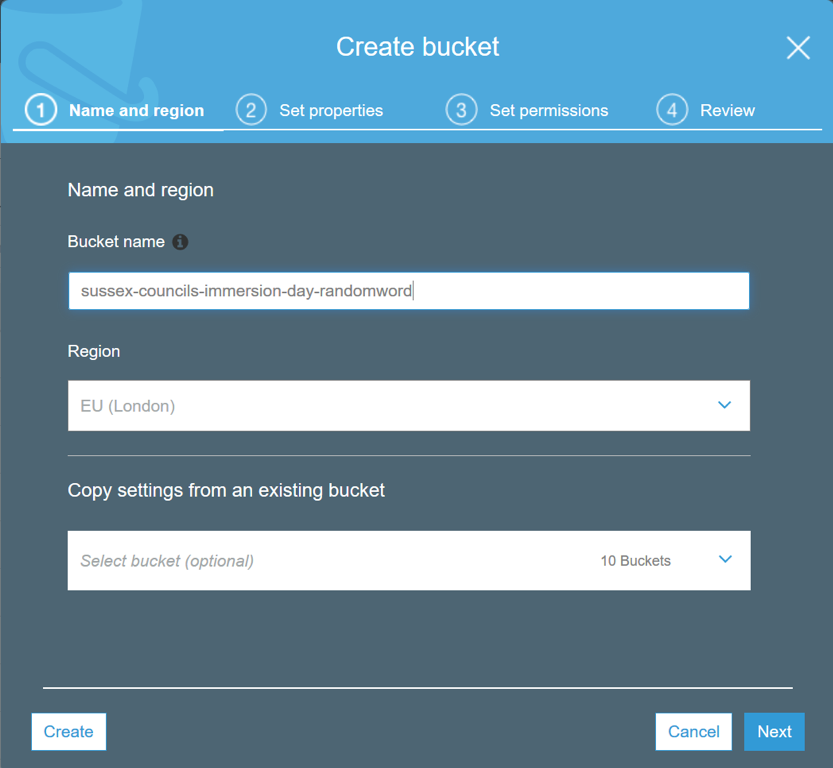 Create bucket
1 Name and region 2 Set properties 3 Set permissions 4 Review
Name and region
Bucket name i
sussex-councils-immersion-day-randomword
Region
EU (London)
Copy settings from an existing bucket
Select bucket (optional) 10 Buckets
Create Cancel Next